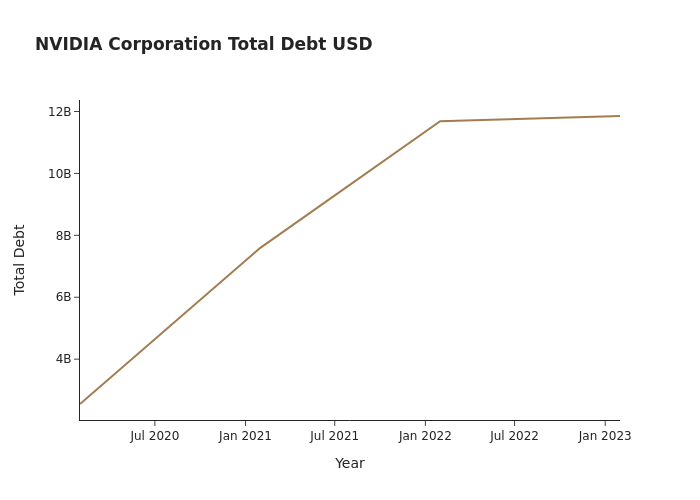 NVIDIA Corporation Total Debt USD
12B
10B
8B
6B
4B
Total Debt
Jul 2020 Jan 2021 Jul 2021 Jan 2022 Jul 2022 Jan 2023
Year